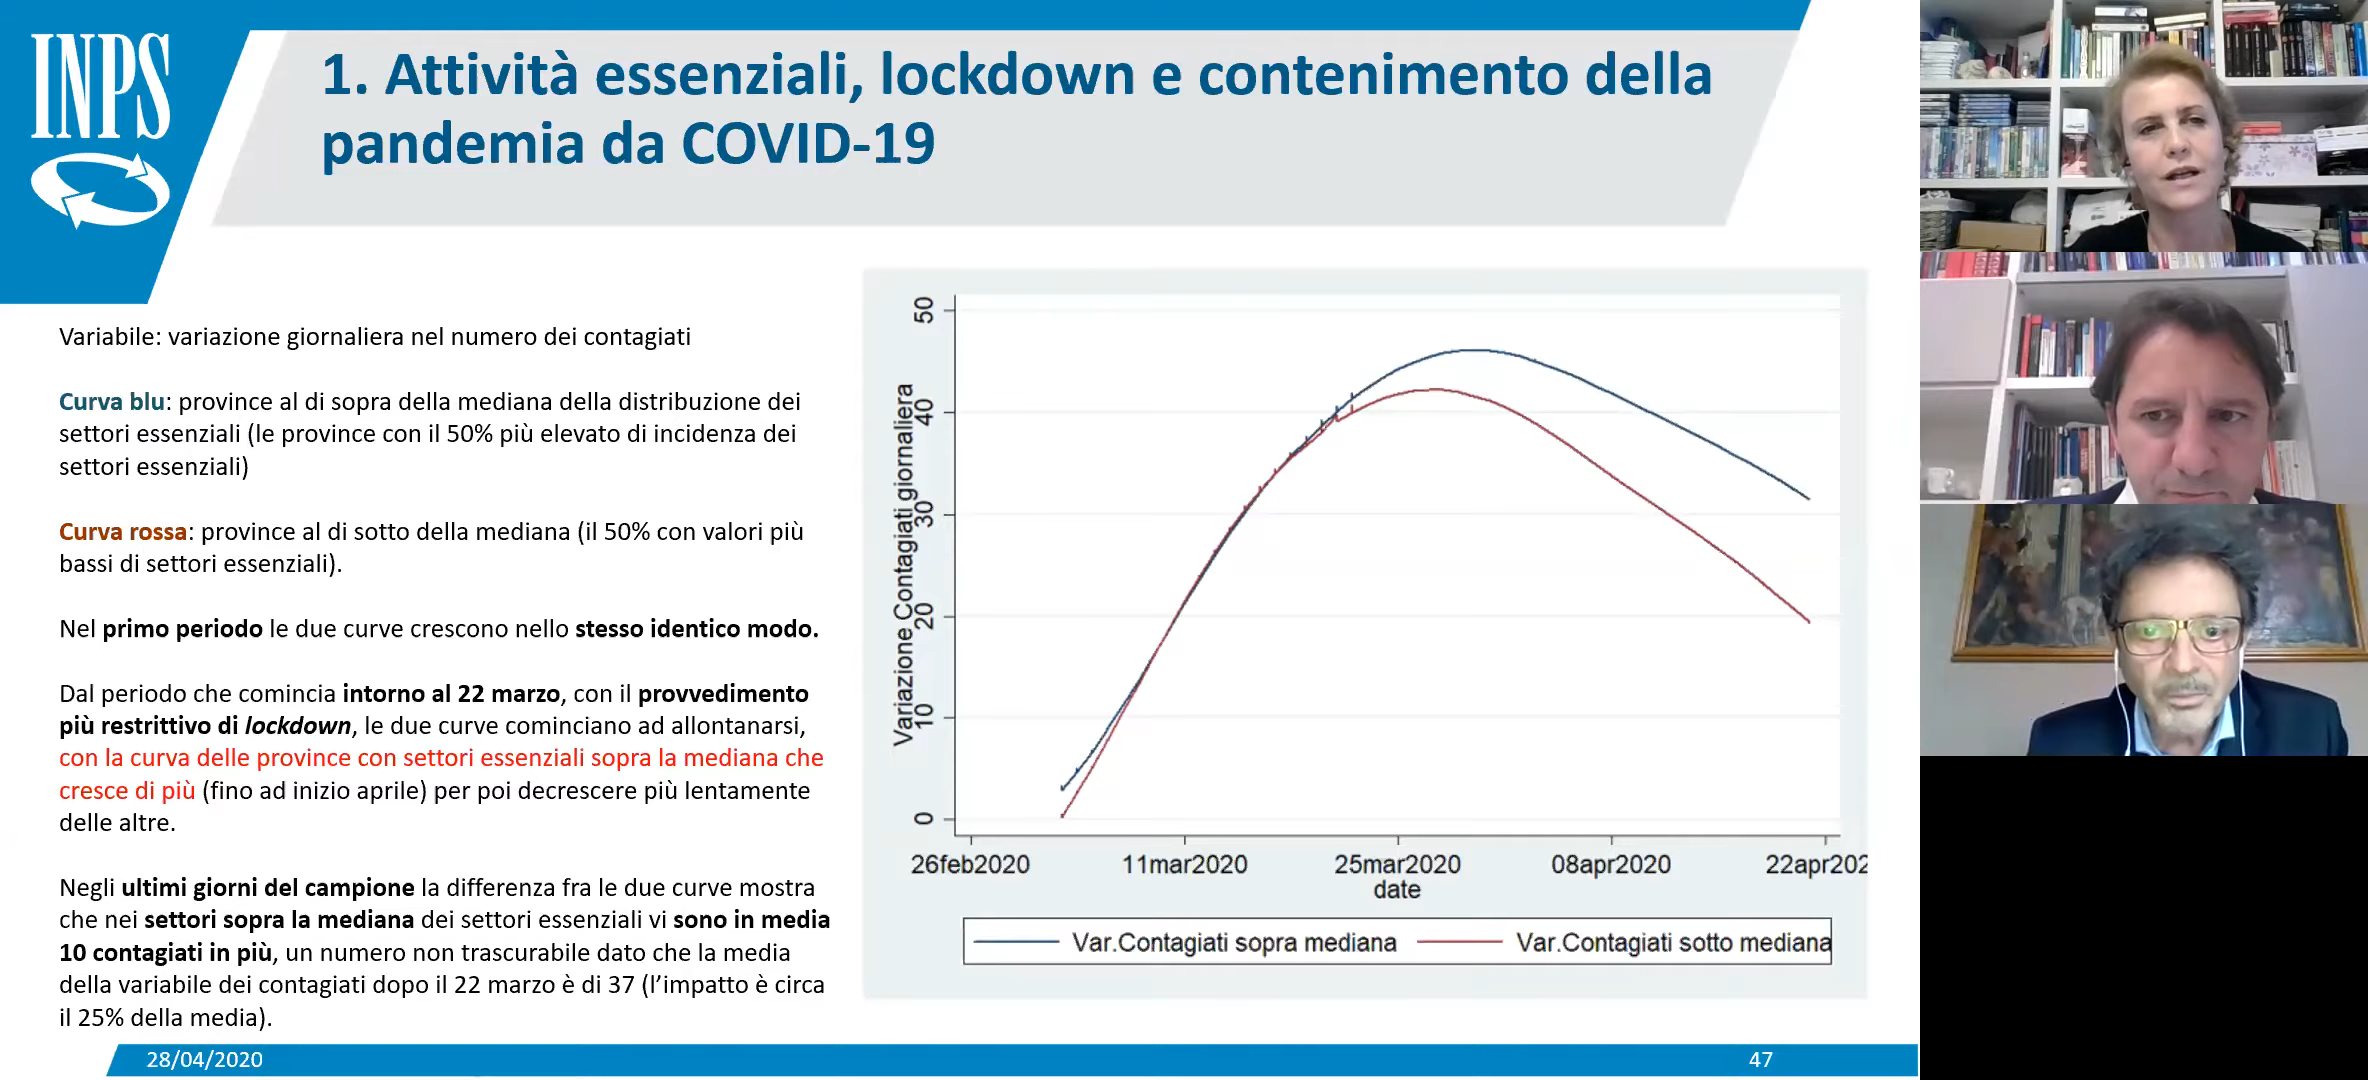 INPS
1. Attività essenziali, lockdown e contenimento della
pandemia da COVID-19
Variabile: variazione giornaliera nel numero dei contagiati
Curva blu: province al di sopra della mediana della distribuzione dei
settori essenziali (le province con il 50% più elevato di incidenza dei
settori essenziali)
Curva rossa: province al di sotto della mediana (il 50% con valori più
bassi di settori essenziali).
Nel primo periodo le due curve crescono nello stesso identico modo.
Dal periodo che comincia intorno al 22 marzo, con il provvedimento
più restrittivo di lockdown, le due curve cominciano ad allontanarsi,
con la curva delle province con settori essenziali sopra la mediana che
cresce di più (fino ad inizio aprile) per poi decrescere più lentamente
delle altre.
Negli ultimi giorni del campione la differenza fra le due curve mostra
che nei settori sopra la mediana dei settori essenziali vi sono in media
10 contagiati in più, un numero non trascurabile dato che la media
della variabile dei contagiati dopo il 22 marzo è di 37 (l'impatto è circa
il 25% della media).
Variazione Contagiati giornaliera
50
40
30
20
10
0
26feb2020 11mar2020 25mar2020 08apr2020 22apr202
date
Var.Contagiati sopra mediana Var.Contagiati sotto mediana
28/04/2020 47